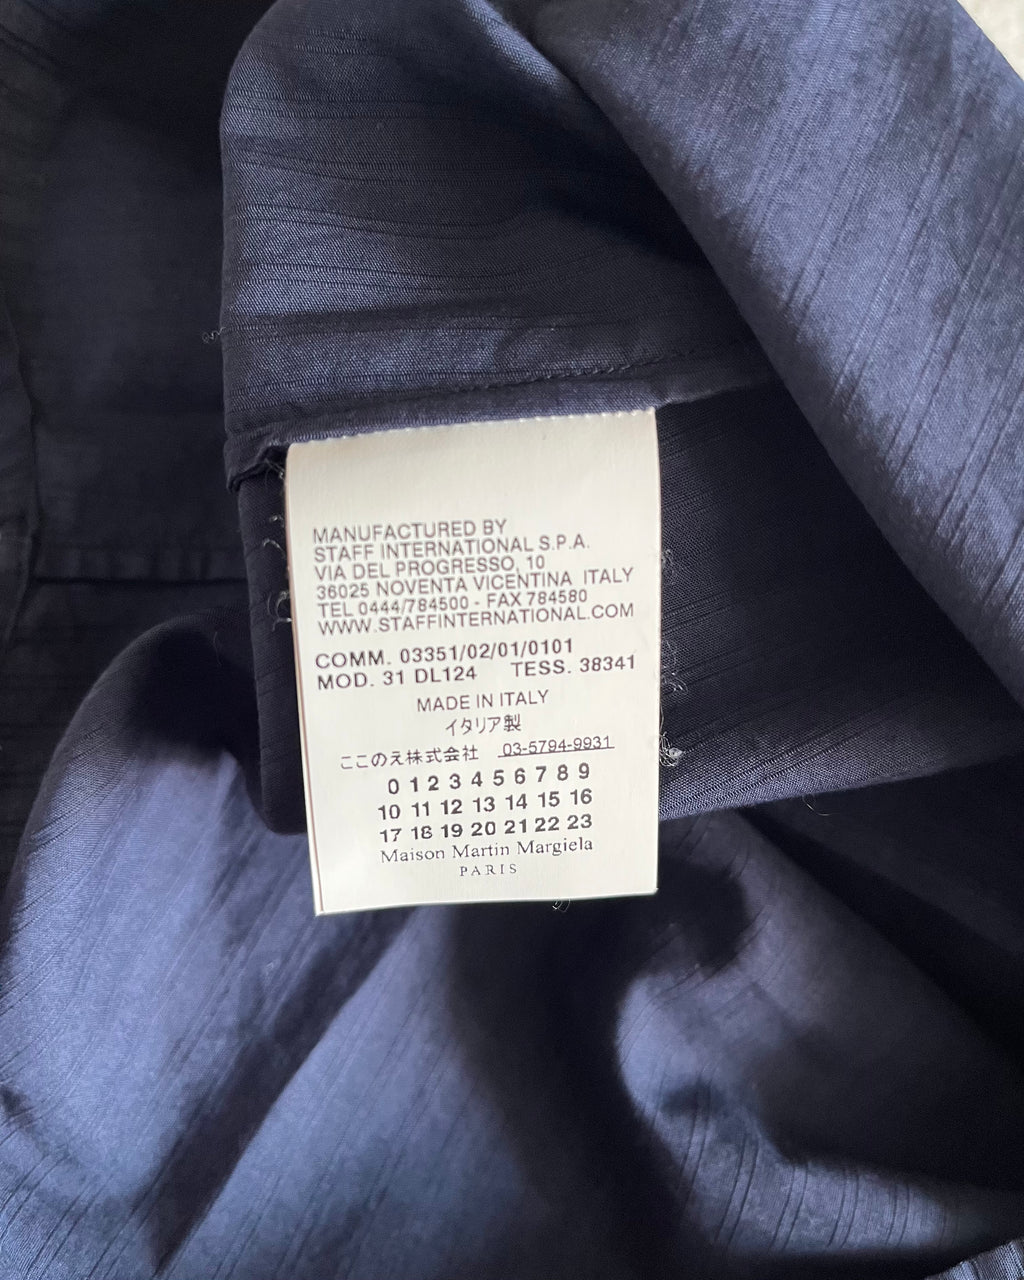 MANUFACTURED BY
STAFF INTERNATIONAL S.P.A.
VIA DEL PROGRESSO, 10
36025 NOVENTA VICENTINA ITALY
TEL 0444/784500 - FAX 784580
WWW.STAFFINTERNATIONAL.COM
COMM. 03351/02/01/0101
MOD. 31 DL124 TESS. 38341
MADE IN ITALY
イタリア製
ここのえ株式会社 03-5794-9931
0 1 2 3 4 5 6 7 8 9
10 11 12 13 14 15 16
17 18 19 20 21 22 23
Maison Martin Margiela
PARIS